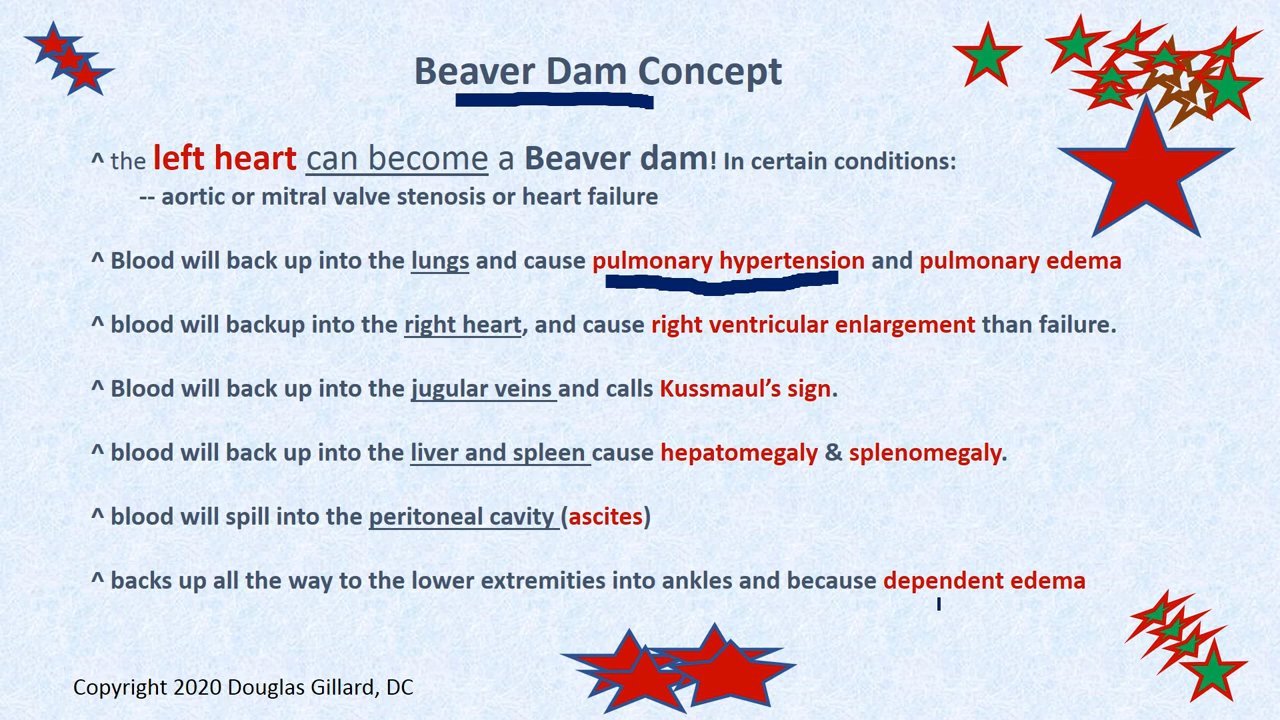 Beaver Dam Concept
^ the left heart can become a Beaver dam! In certain conditions:
-- aortic or mitral valve stenosis or heart failure
^ Blood will back up into the lungs and cause pulmonary hypertension and pulmonary edema
^ blood will backup into the right heart, and cause right ventricular enlargement than failure.
^ Blood will back up into the jugular veins and calls Kussmaul’s sign.
^ blood will back up into the liver and spleen cause hepatomegaly & splenomegaly.
^ blood will spill into the peritoneal cavity (ascites)
^ backs up all the way to the lower extremities into ankles and because dependent edema
Copyright 2020 Douglas Gillard, DC